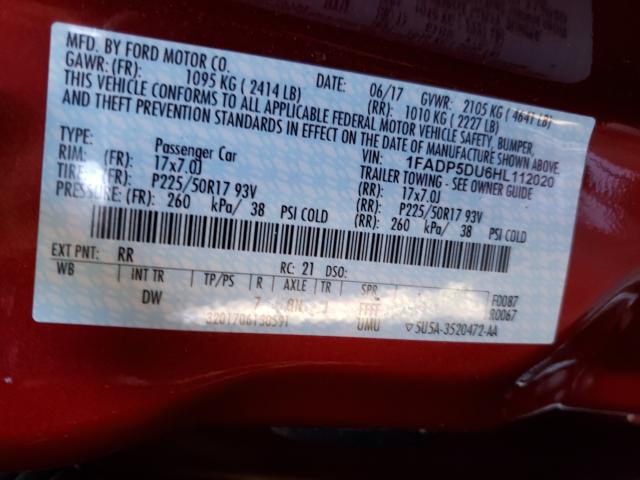 MFD. BY FORD MOTOR CO.
DATE: 06/17 GVWR: 2105 KG ( 4641 LB)
GAWR: (FR): 1095 KG ( 2414 LB) (RR): 1010 KG ( 2227 LB)
THIS VEHICLE CONFORMS TO ALL APPLICABLE FEDERAL MOTOR VEHICLE SAFETY, BUMPER,
AND THEFT PREVENTION STANDARDS IN EFFECT ON THE DATE OF MANUFACTURE SHOWN ABOVE.
VIN: 1FADP5DU6HL112020
TYPE: Passenger Car TRAILER TOWING - SEE OWNER GUIDE
RIM: (FR): 17x7.0J (RR): 17x7.0J
TIRE: (FR): P225/50R17 93V (RR): P225/50R17 93V
PRESSURE: (FR): 260 kPa/ 38 PSI COLD (RR): 260 kPa/ 38 PSI COLD
EXT PNT: RR RC: 21 DSO:
WB INT TR TP/PS R AXLE TR SPR
DW 7 J FFFF F0087
UMU R0067
5U5A-3520472-AA